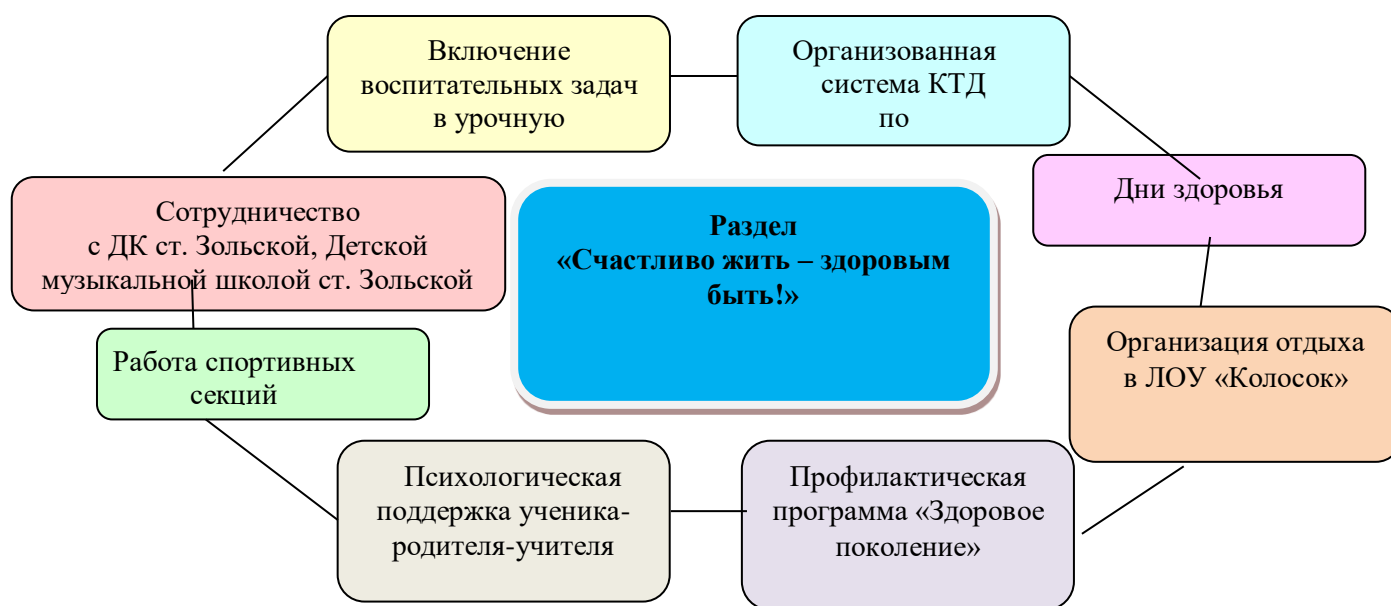 Включение
воспитательных задач
в урочную
Организованная
система КТД
по
Дни здоровья
Сотрудничество
с ДК ст. Зольской, Детской
музыкальной школой ст. Зольской
Раздел
«Счастливо жить – здоровым
быть!»
Организация отдыха
в ЛОУ «Колосок»
Работа спортивных
секций
Психологическая
поддержка ученика-
родителя-учителя
Профилактическая
программа «Здоровое
поколение»